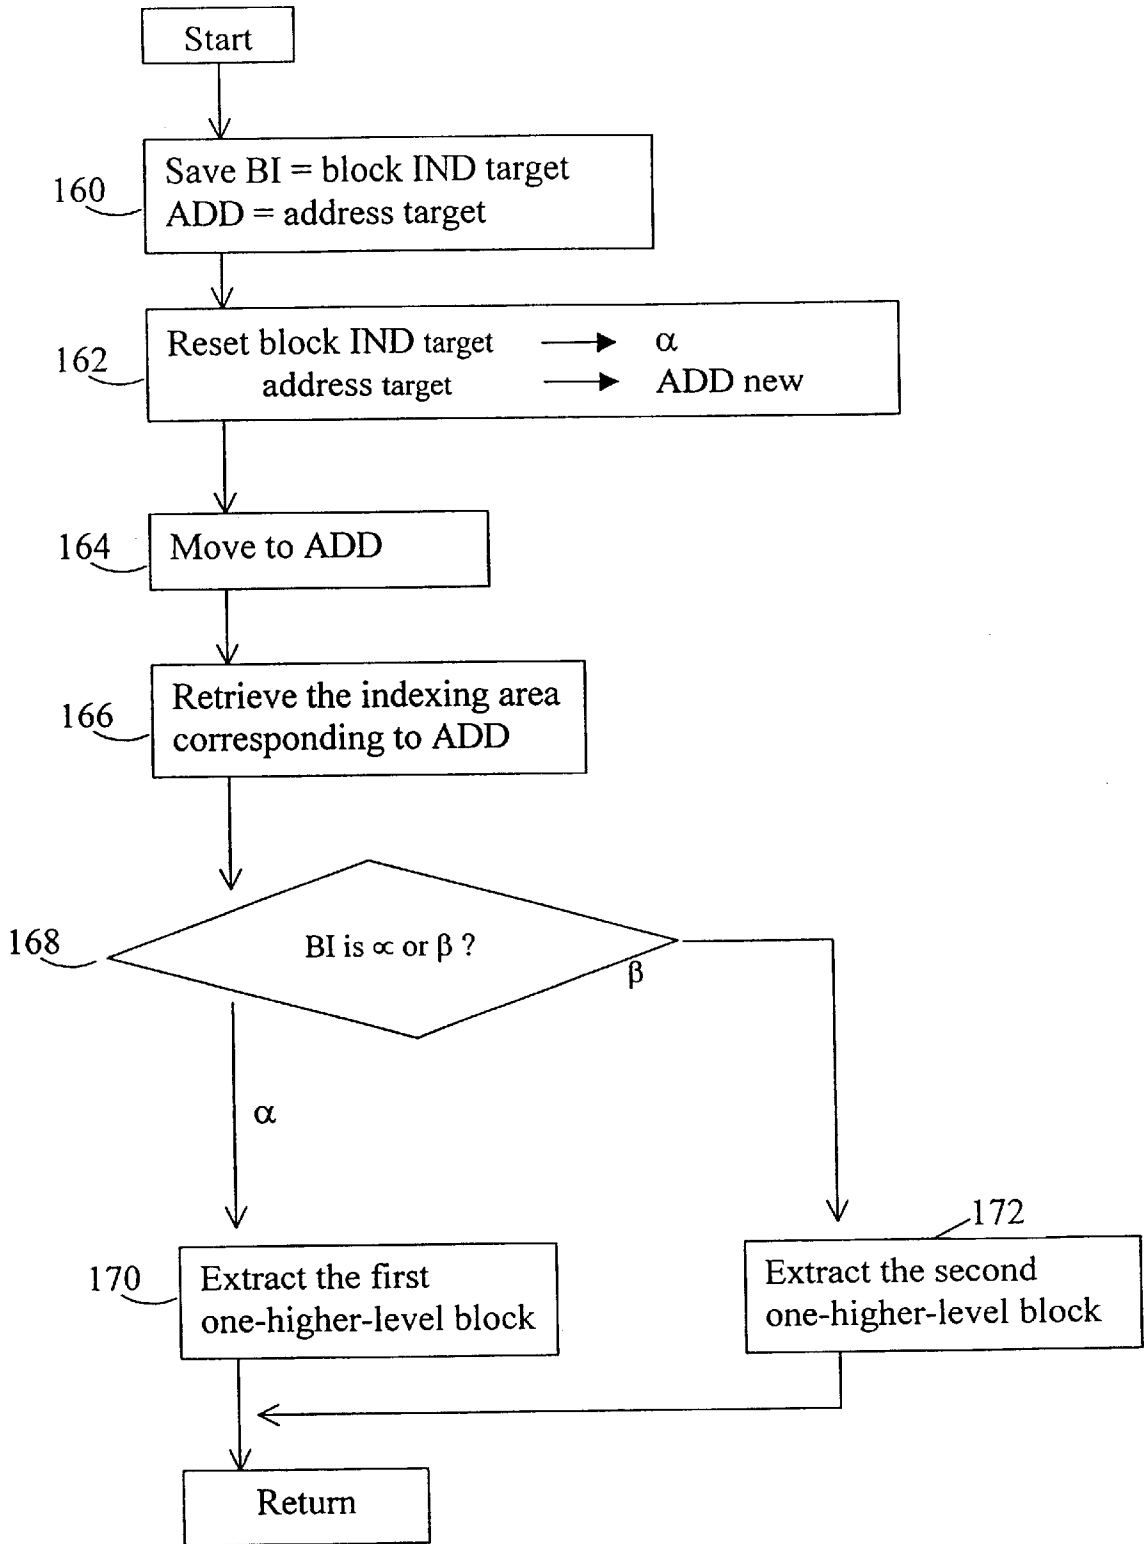 Start
160
Save BI = block IND target
ADD = address target
162
Reset block IND target → α
address target → ADD new
164
Move to ADD
166
Retrieve the indexing area
corresponding to ADD
168
BI is ∝ or β ?
β
α
170
Extract the first
one-higher-level block
172
Extract the second
one-higher-level block
Return